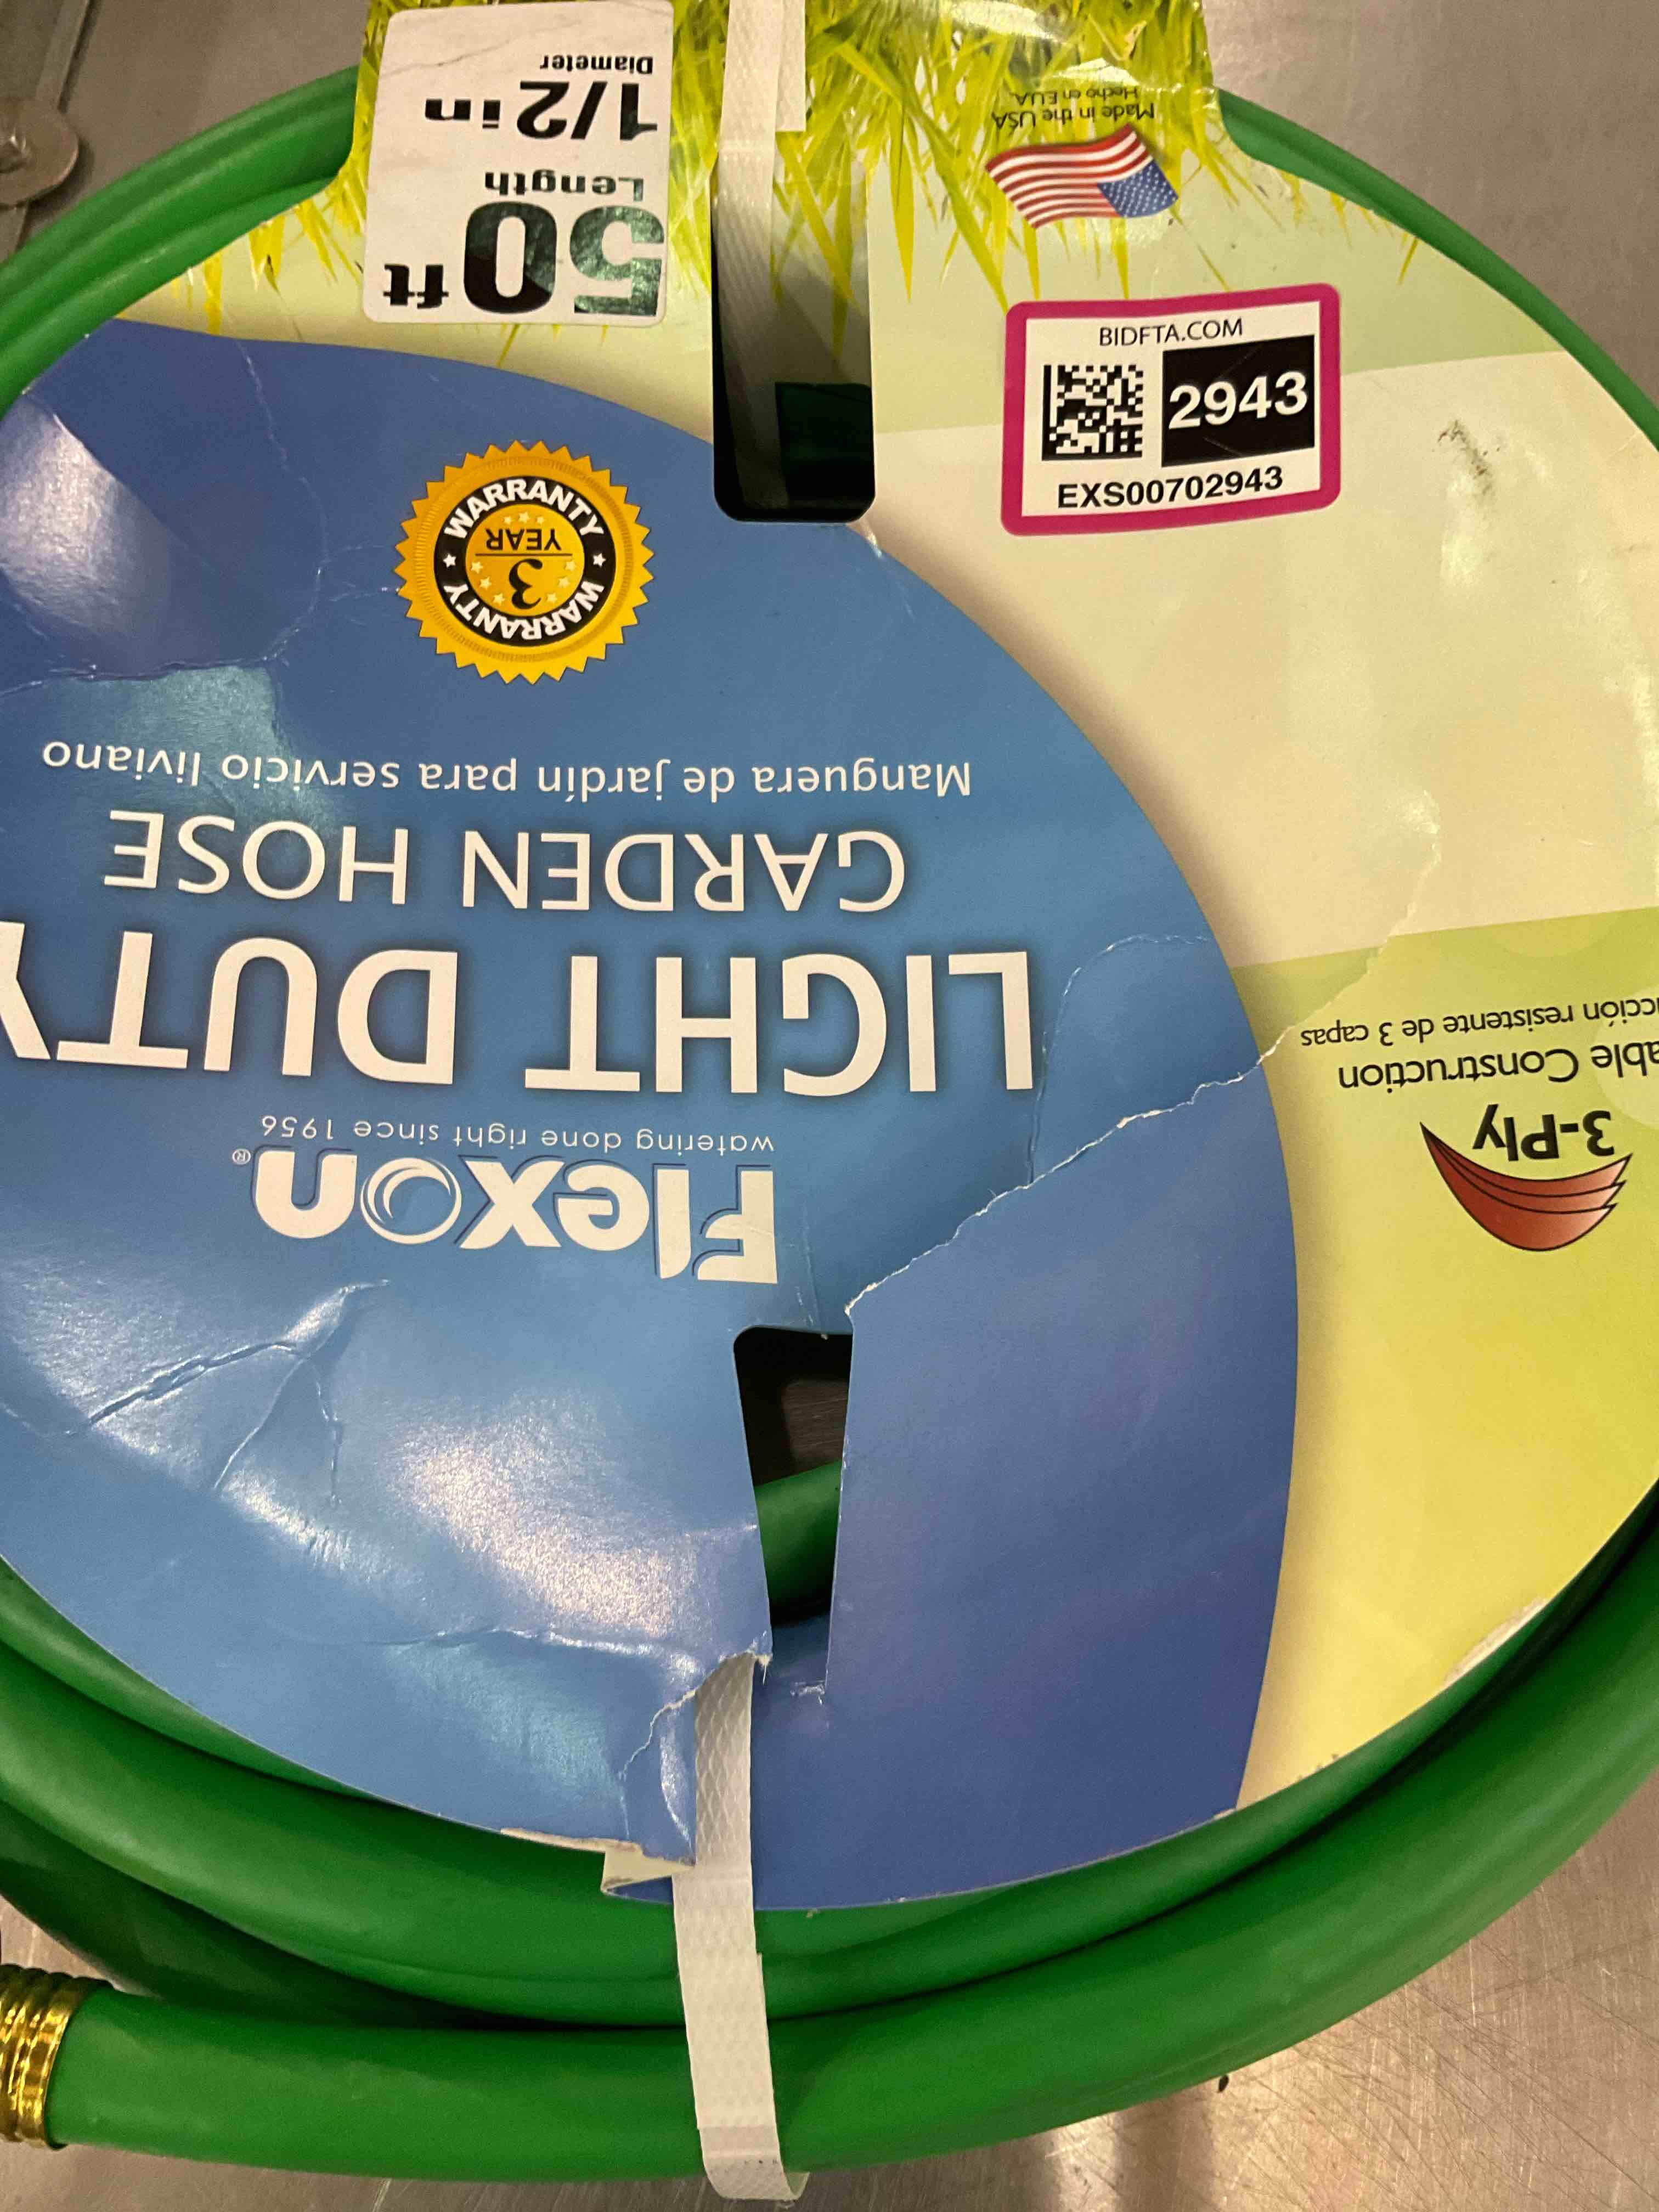 Flexon®
watering done right since 1956
LIGHT DUTY
GARDEN HOSE
Manguera de jardín para servicio liviano
WARRANTY
3
YEAR
WARRANTY
3-Ply
able Construction
cción resistente de 3 capas
50 ft
Length
1/2 in
Diameter
Made in the USA
Hecho en EUA.
BIDFTA.COM
2943
EXS00702943